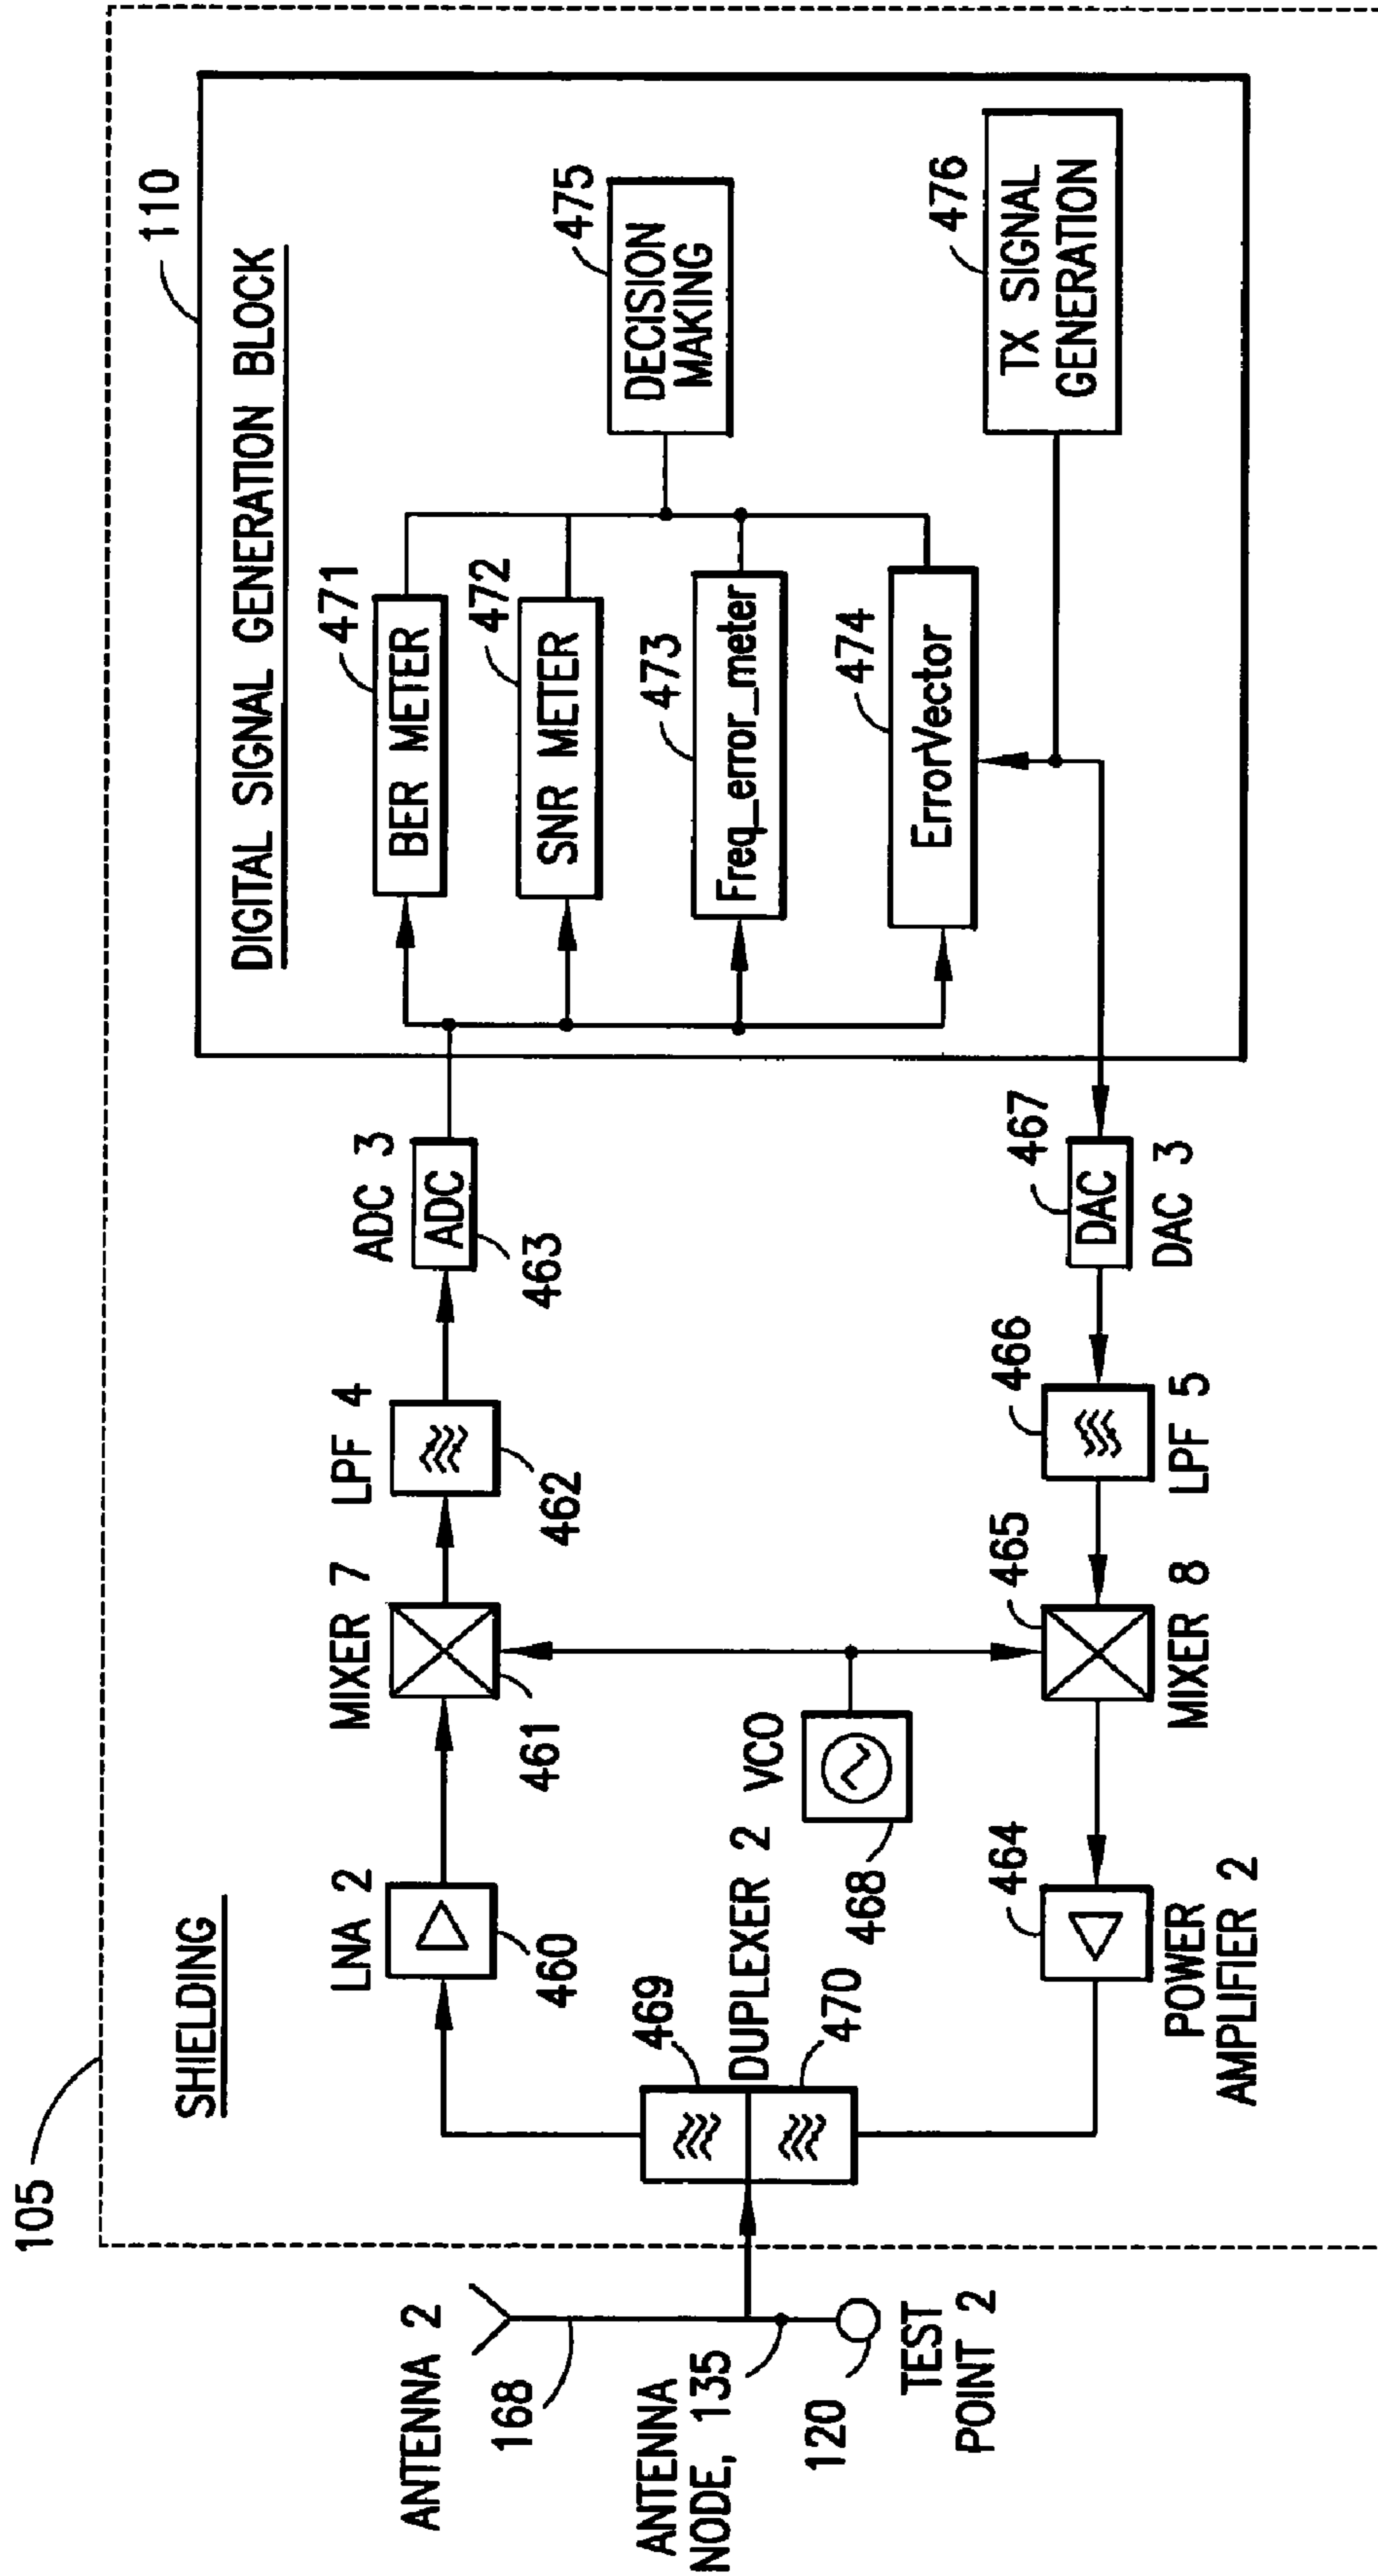 105
SHIELDING
110
DIGITAL SIGNAL GENERATION BLOCK
ANTENNA 2
168
ANTENNA
NODE, 135
120
TEST
POINT 2
469
DUPLEXER 2
470
LNA 2
460
MIXER 7
461
LPF 4
462
ADC 3
ADC
463
VCO
468
464
POWER
AMPLIFIER 2
465
MIXER 8
466
LPF 5
467
DAC
DAC 3
471
BER METER
472
SNR METER
473
Freq_error_meter
474
ErrorVector
475
DECISION
MAKING
476
TX SIGNAL
GENERATION